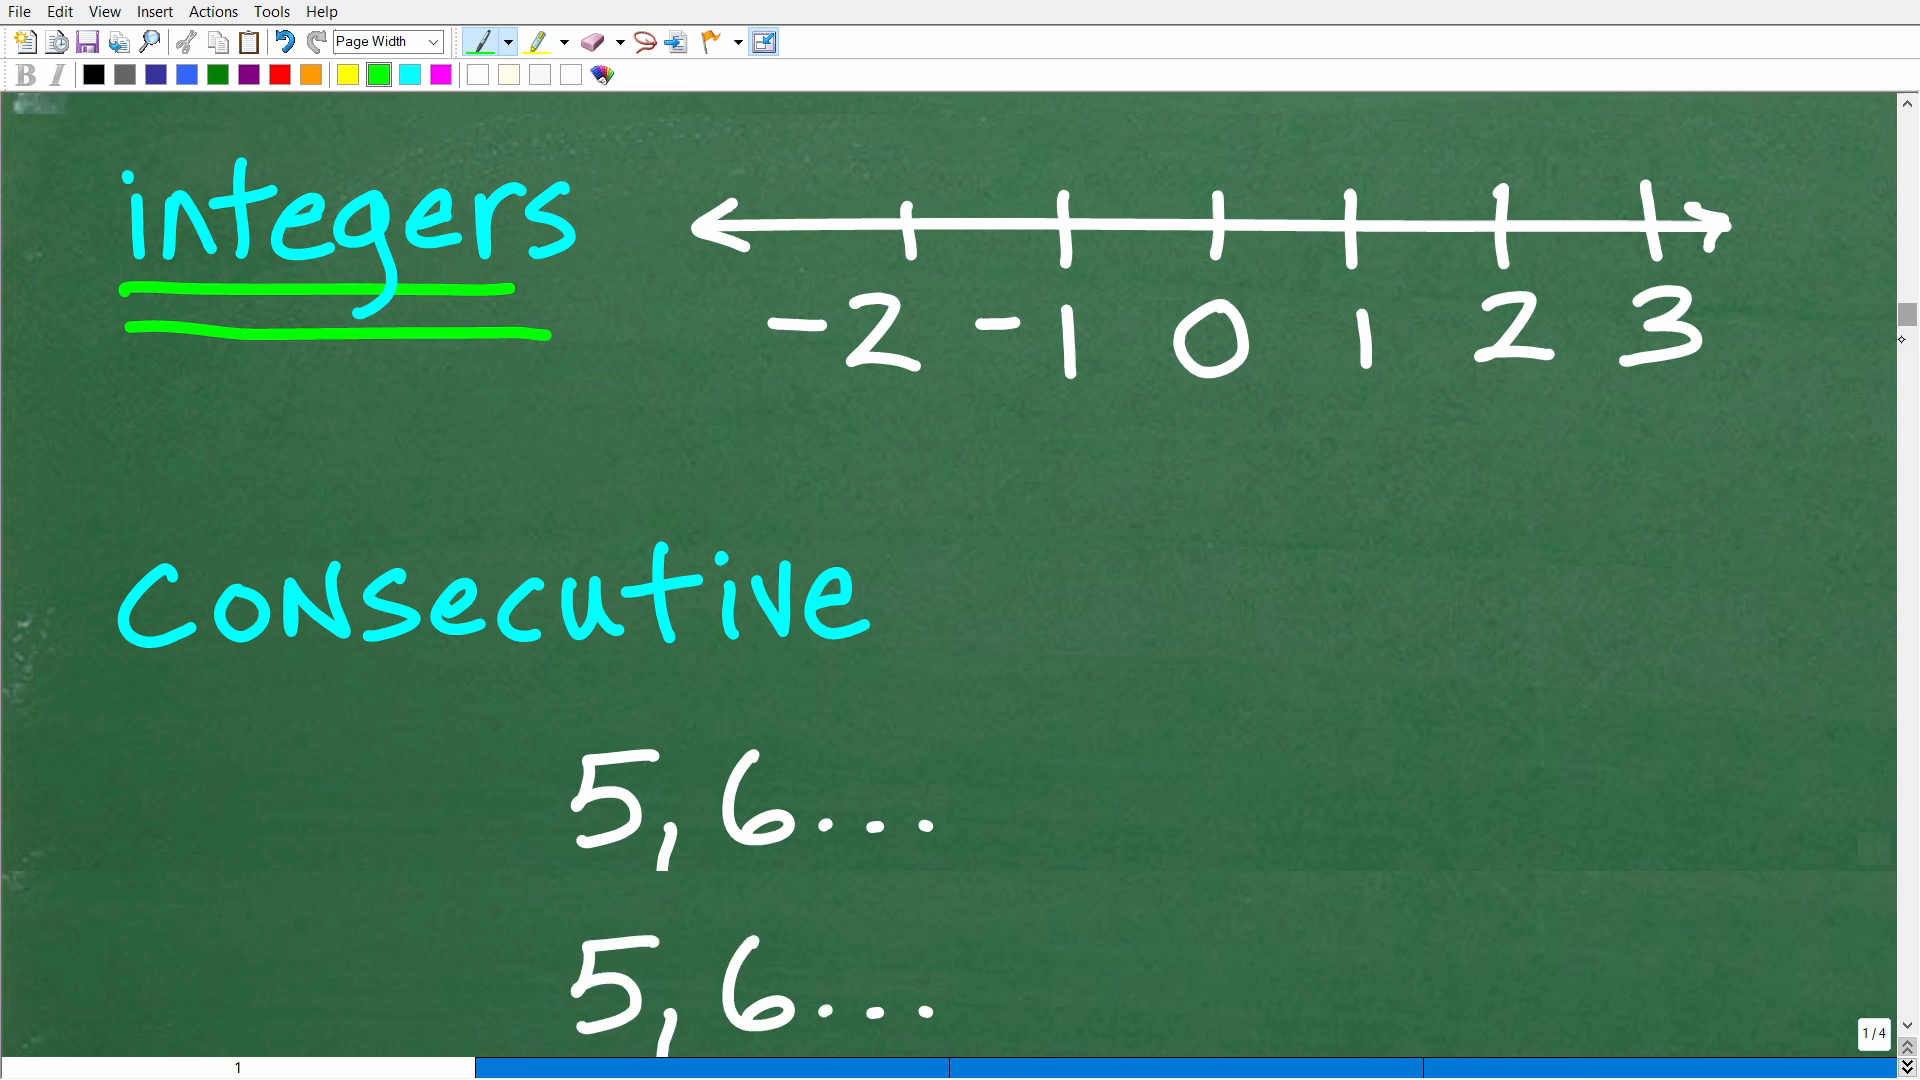 File Edit View Insert Actions Tools Help
Page Width
B I
integers
-2 -1 0 1 2 3
Consecutive
5, 6...
5, 6...
1 / 4
1